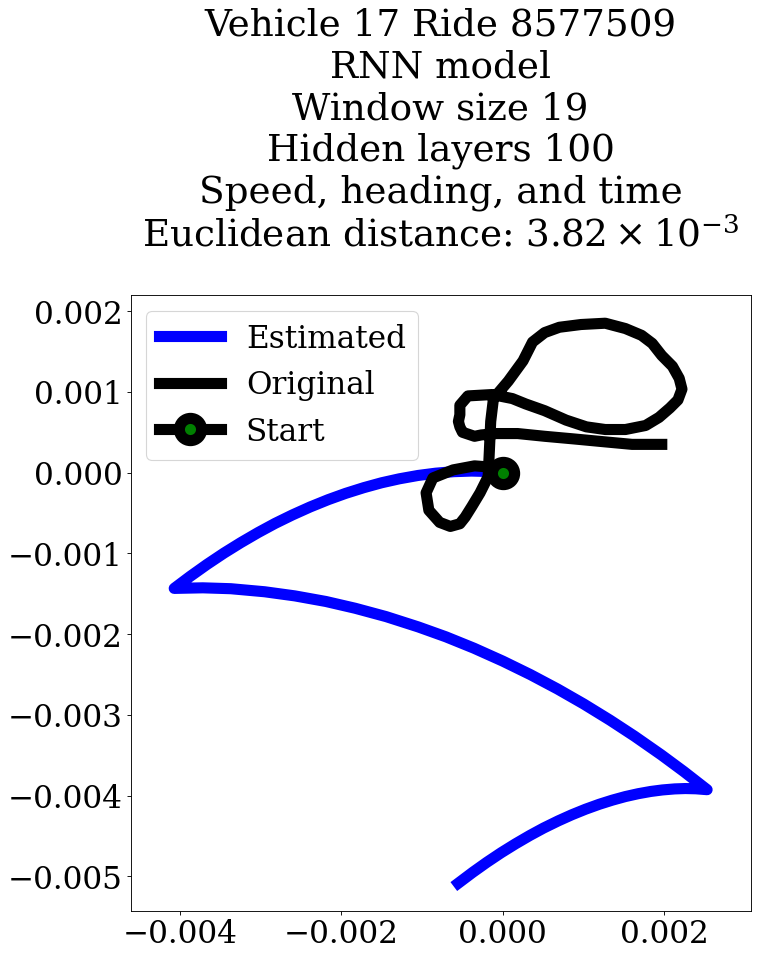 Vehicle 17 Ride 8577509
RNN model
Window size 19
Hidden layers 100
Speed, heading, and time
Euclidean distance: 3.82 × 10⁻³
Estimated
Original
Start
0.002
0.001
0.000
−0.001
−0.002
−0.003
−0.004
−0.005
−0.004 −0.002 0.000 0.002